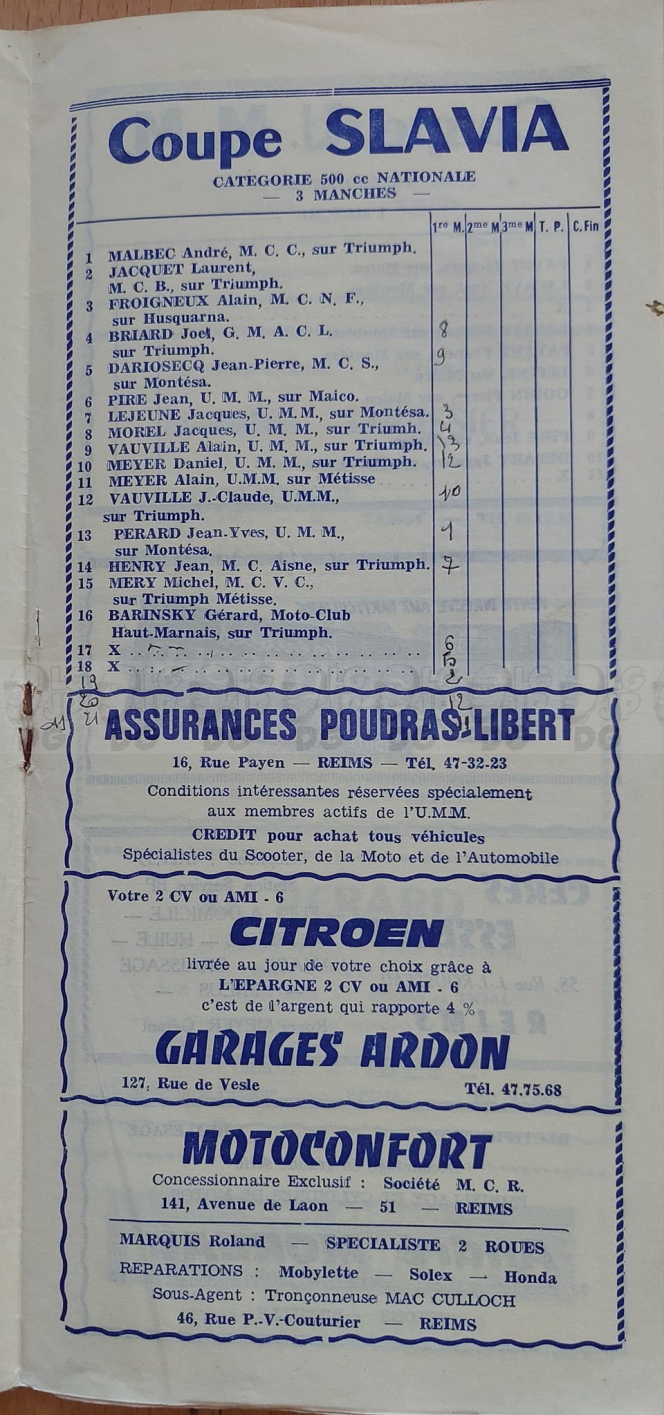 Coupe SLAVIA
CATEGORIE 500 cc NATIONALE
— 3 MANCHES —
1re M. 2me M 3me M T. P. C. Fin
1 MALBEC André, M. C. C., sur Triumph.
2 JACQUET Laurent,
M. C. B., sur Triumph.
3 FROIGNEUX Alain, M. C. N. F.,
sur Husquarna.
4 BRIARD Joel, G. M. A. C. L. 8
sur Triumph.
5 DARIOSECQ Jean-Pierre, M. C. S., 9
sur Montésa.
6 PIRE Jean, U. M. M., sur Maico.
7 LEJEUNE Jacques, U. M. M., sur Montésa. 3
8 MOREL Jacques, U. M. M., sur Triumh. 4
9 VAUVILLE Alain, U. M. M., sur Triumph. 13
10 MEYER Daniel, U. M. M., sur Triumph. 12
11 MEYER Alain, U.M.M. sur Métisse
12 VAUVILLE J.-Claude, U.M.M., 10
sur Triumph.
13 PERARD Jean-Yves, U. M. M., 1
sur Montésa.
14 HENRY Jean, M. C. Aisne, sur Triumph. 7
15 MERY Michel, M. C. V. C.,
sur Triumph Métisse.
16 BARINSKY Gérard, Moto-Club
Haut-Marnais, sur Triumph.
17 X 6
18 X
19
12
21
ASSURANCES POUDRAS-LIBERT
16, Rue Payen — REIMS — Tél. 47-32-23
Conditions intéressantes réservées spécialement
aux membres actifs de l'U.M.M.
CREDIT pour achat tous véhicules
Spécialistes du Scooter, de la Moto et de l'Automobile
Votre 2 CV ou AMI - 6
CITROEN
livrée au jour de votre choix grâce à
L'EPARGNE 2 CV ou AMI - 6
c'est de l'argent qui rapporte 4 %
GARAGES ARDON
127, Rue de Vesle Tél. 47.75.68
MOTOCONFORT
Concessionnaire Exclusif : Société M. C. R.
141, Avenue de Laon — 51 — REIMS
MARQUIS Roland — SPECIALISTE 2 ROUES
REPARATIONS : Mobylette — Solex — Honda
Sous-Agent : Tronçonneuse MAC CULLOCH
46, Rue P.-V.-Couturier — REIMS